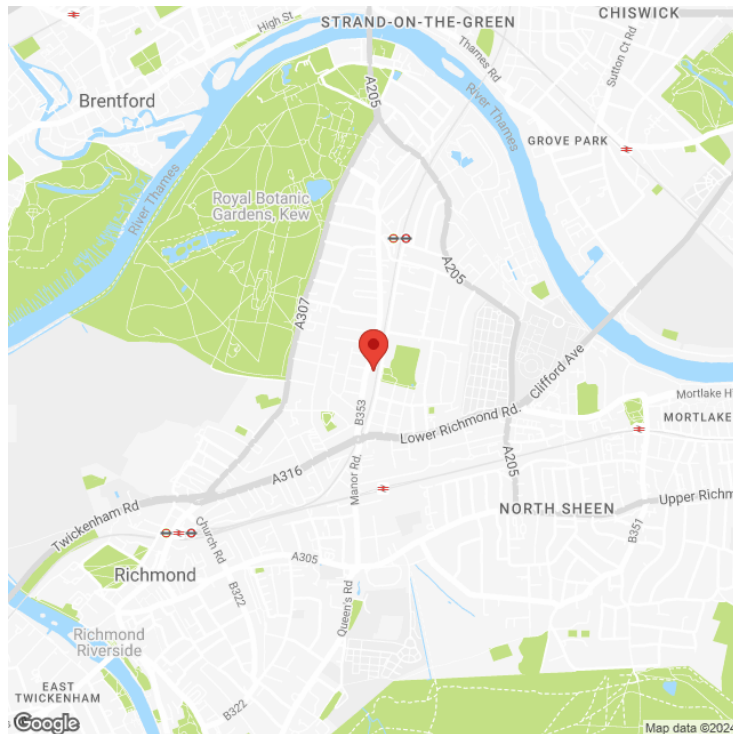 CHISWICK
High St
STRAND-ON-THE-GREEN
Thames Rd
Sutton Ct Rd
A205
Brentford
River Thames
GROVE PARK
River Thames
Royal Botanic
Gardens, Kew
A205
A307
Clifford Ave
Mortlake H
B353
Lower Richmond Rd.
MORTLAKE
A316
Manor Rd.
A205
Upper Richm
NORTH SHEEN
Twickenham Rd
Church Rd
B351
A305
Richmond
B322
Queen's Rd
Richmond
Riverside
EAST
TWICKENHAM
B322
Google
Map data ©2024